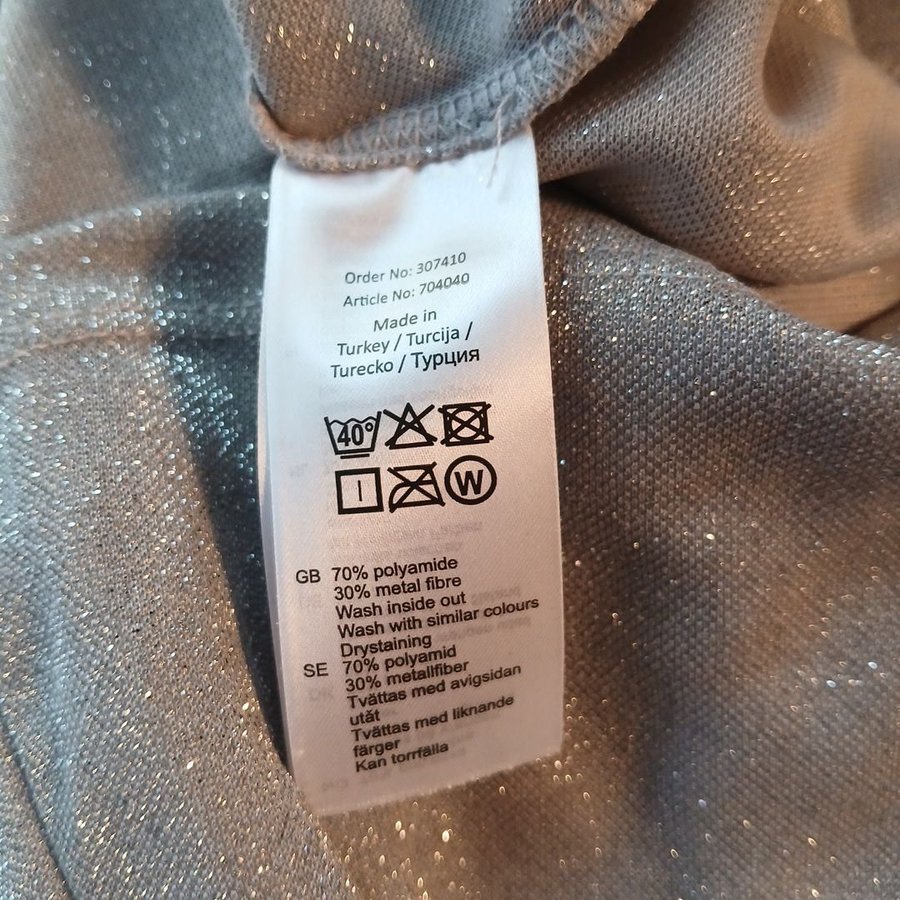 Order No: 307410
Article No: 704040
Made in
Turkey / Turcija /
Turecko / Турция
40°
W
GB 70% polyamide
30% metal fibre
Wash inside out
Wash with similar colours
Drystaining
SE 70% polyamid
30% metallfiber
Tvättas med avigsidan
utåt
Tvättas med liknande
färger
Kan torrfälla